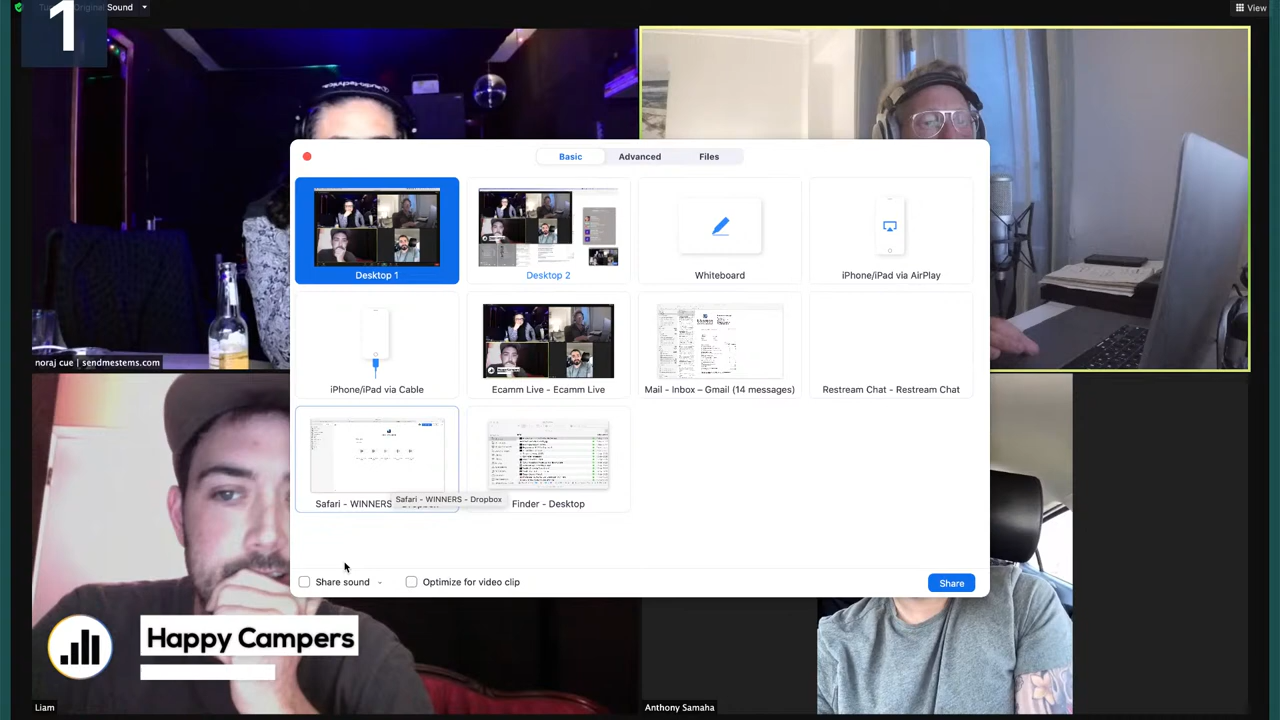 Sound
View
1
Basic
Advanced
Files
Desktop 1
Desktop 2
Whiteboard
iPhone/iPad via AirPlay
iPhone/iPad via Cable
Ecamm Live - Ecamm Live
Mail - Inbox – Gmail (14 messages)
Restream Chat - Restream Chat
Safari - WINNERS
Safari - WINNERS - Dropbox
Finder - Desktop
Share sound
Optimize for video clip
Share
noraj cue | sendmestems.com
Happy Campers
Liam
Anthony Samaha